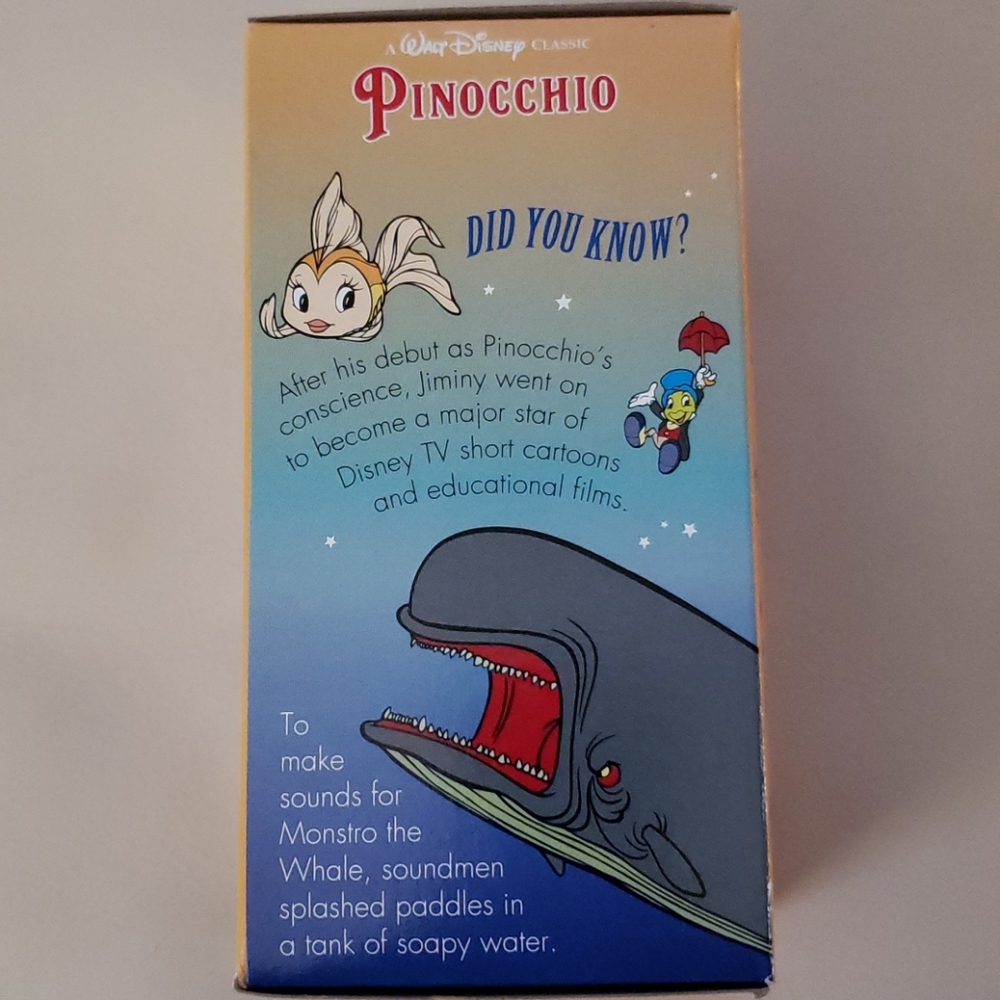 A WALT DISNEY CLASSIC
PINOCCHIO
DID YOU KNOW?
After his debut as Pinocchio's
conscience, Jiminy went on
to become a major star of
Disney TV short cartoons
and educational films.
To
make
sounds for
Monstro the
Whale, soundmen
splashed paddles in
a tank of soapy water.